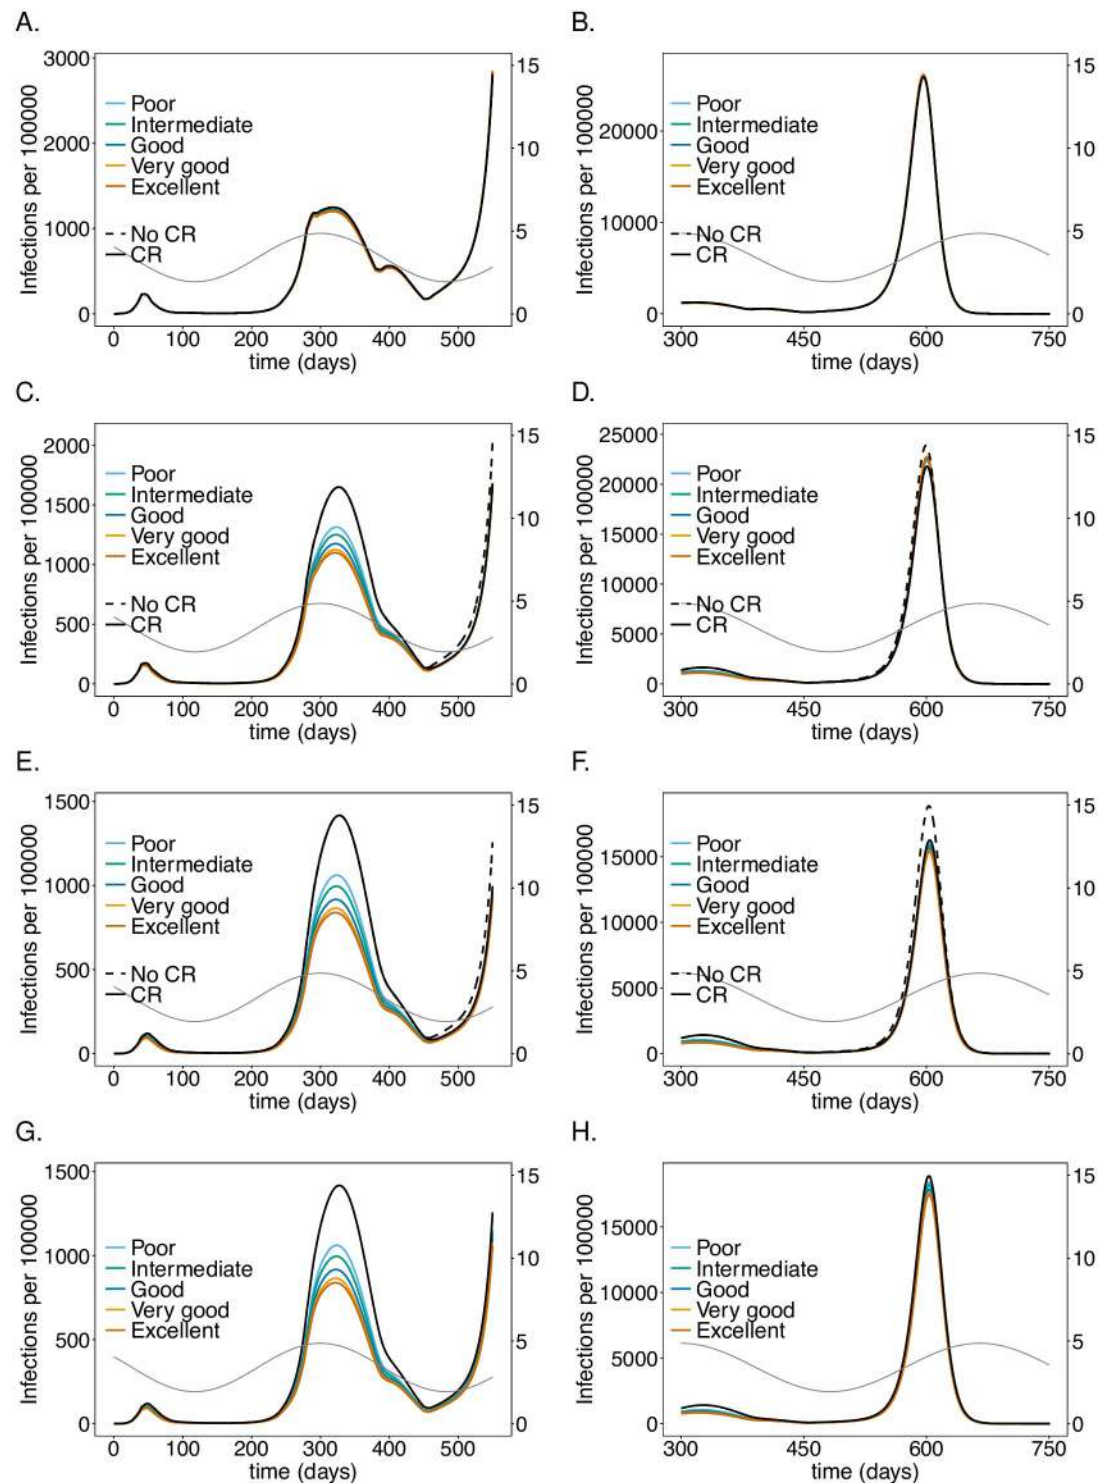 A.
Infections per 100000
3000
2000
1000
0
Poor
Intermediate
Good
Very good
Excellent
No CR
CR
15
10
5
0
0 100 200 300 400 500
time (days)
B.
Infections per 100000
20000
10000
0
Poor
Intermediate
Good
Very good
Excellent
No CR
CR
15
10
5
0
300 450 600 750
time (days)
C.
Infections per 100000
2000
1500
1000
500
0
Poor
Intermediate
Good
Very good
Excellent
No CR
CR
15
10
5
0
0 100 200 300 400 500
time (days)
D.
Infections per 100000
25000
20000
15000
10000
5000
0
Poor
Intermediate
Good
Very good
Excellent
No CR
CR
15
10
5
0
300 450 600 750
time (days)
E.
Infections per 100000
1500
1000
500
0
Poor
Intermediate
Good
Very good
Excellent
No CR
CR
15
10
5
0
0 100 200 300 400 500
time (days)
F.
Infections per 100000
15000
10000
5000
0
Poor
Intermediate
Good
Very good
Excellent
No CR
CR
15
10
5
0
300 450 600 750
time (days)
G.
Infections per 100000
1500
1000
500
0
Poor
Intermediate
Good
Very good
Excellent
15
10
5
0
0 100 200 300 400 500
time (days)
H.
Infections per 100000
15000
10000
5000
0
Poor
Intermediate
Good
Very good
Excellent
15
10
5
0
300 450 600 750
time (days)